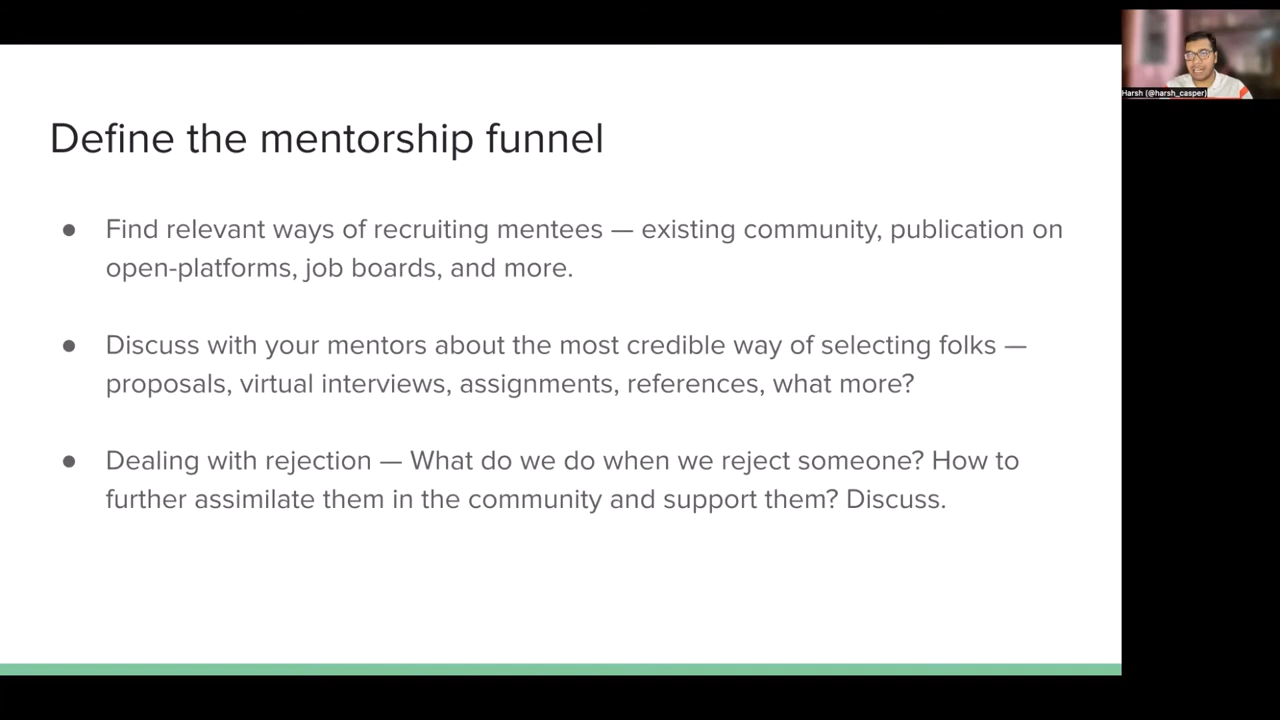 Define the mentorship funnel
● Find relevant ways of recruiting mentees — existing community, publication on
open-platforms, job boards, and more.
● Discuss with your mentors about the most credible way of selecting folks —
proposals, virtual interviews, assignments, references, what more?
● Dealing with rejection — What do we do when we reject someone? How to
further assimilate them in the community and support them? Discuss.
Harsh (@harsh_casper)